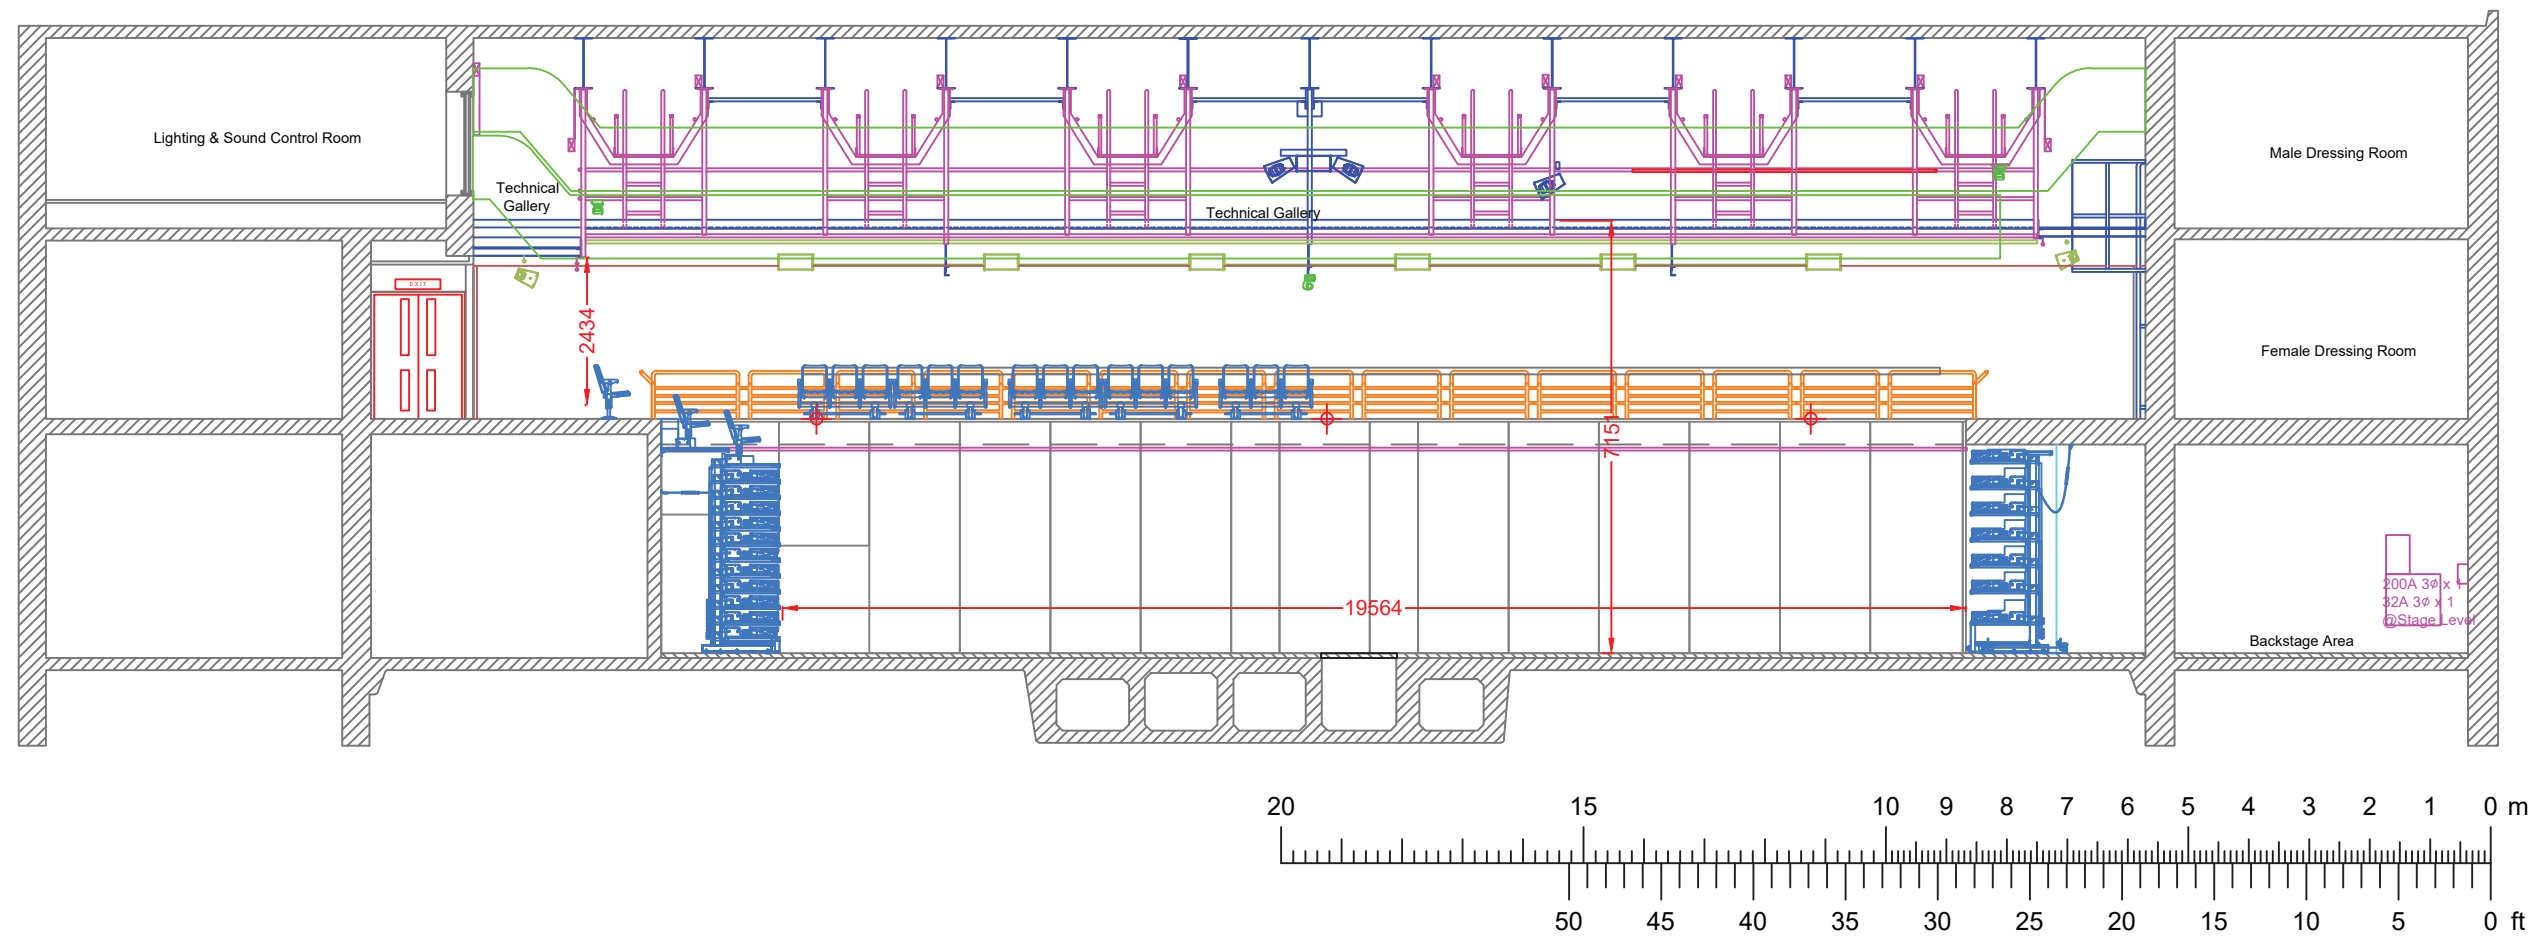 Lighting & Sound Control Room
Technical
Gallery
Technical Gallery
Male Dressing Room
EXIT
2434
Female Dressing Room
7151
19564
200A 3ϕ x 1
32A 3ϕ x 1
@Stage Level
Backstage Area
20 15 10 9 8 7 6 5 4 3 2 1 0 m
50 45 40 35 30 25 20 15 10 5 0 ft